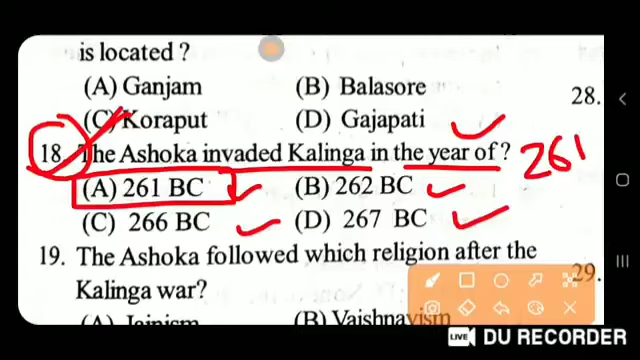 is located ?
(A) Ganjam (B) Balasore
28.
(C) Koraput (D) Gajapati
18. The Ashoka invaded Kalinga in the year of ? 261
(A) 261 BC (B) 262 BC
(C) 266 BC (D) 267 BC
19. The Ashoka followed which religion after the
29.
Kalinga war?
(A) Jainism (B) Vaishnavism
LIVE DU RECORDER